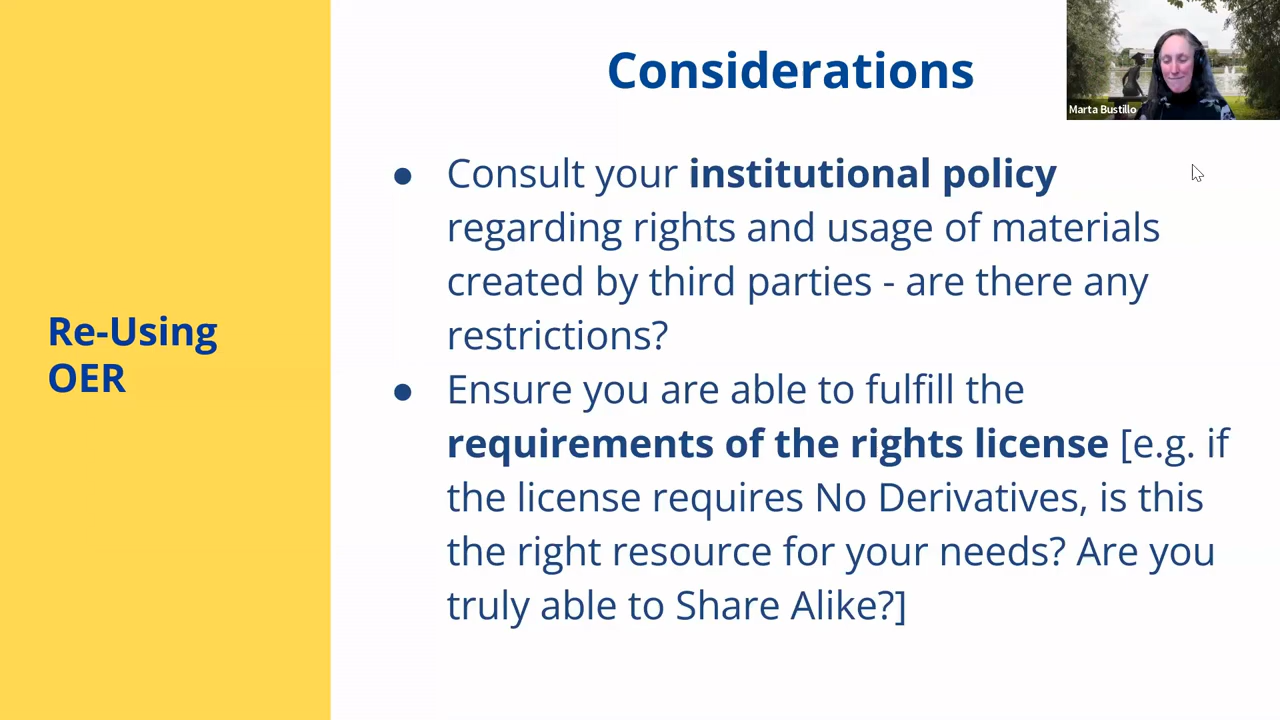 Considerations
Marta Bustillo
● Consult your institutional policy
regarding rights and usage of materials
created by third parties - are there any
restrictions?
● Ensure you are able to fulfill the
requirements of the rights license [e.g. if
the license requires No Derivatives, is this
the right resource for your needs? Are you
truly able to Share Alike?]
Re-Using
OER